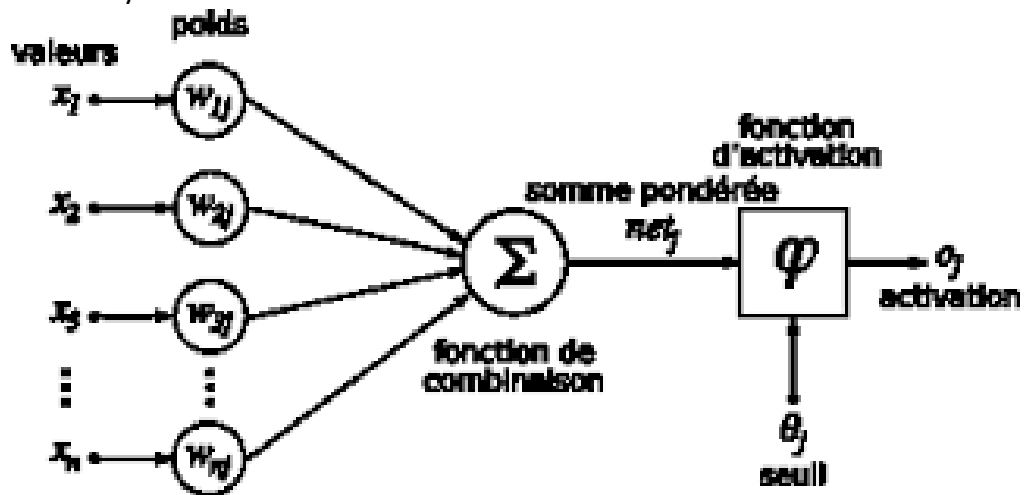 poids
valeurs
x₁
w₁ⱼ
fonction
d'activation
x₂
w₂ⱼ
somme pondérée
netⱼ
Σ
φ
oⱼ
activation
x₃
w₃ⱼ
fonction de
combinaison
θⱼ
seuil
xₙ
wₙⱼ